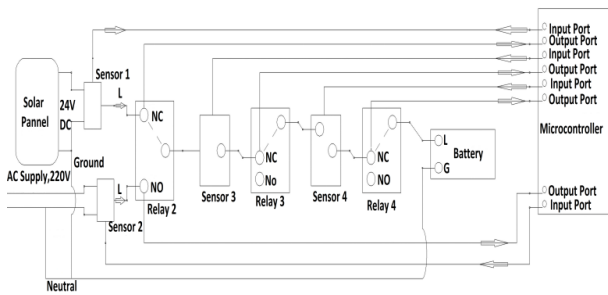 Input Port
Output Port
Input Port
Output Port
Input Port
Output Port
Microcontroller
Sensor 1
Solar
Pannel
24V
DC
L
NC
Ground
AC Supply,220V
L
NO
Relay 2
Sensor 2
Sensor 3
NC
No
Relay 3
Sensor 4
NC
NO
Relay 4
L
Battery
G
Output Port
Input Port
Neutral